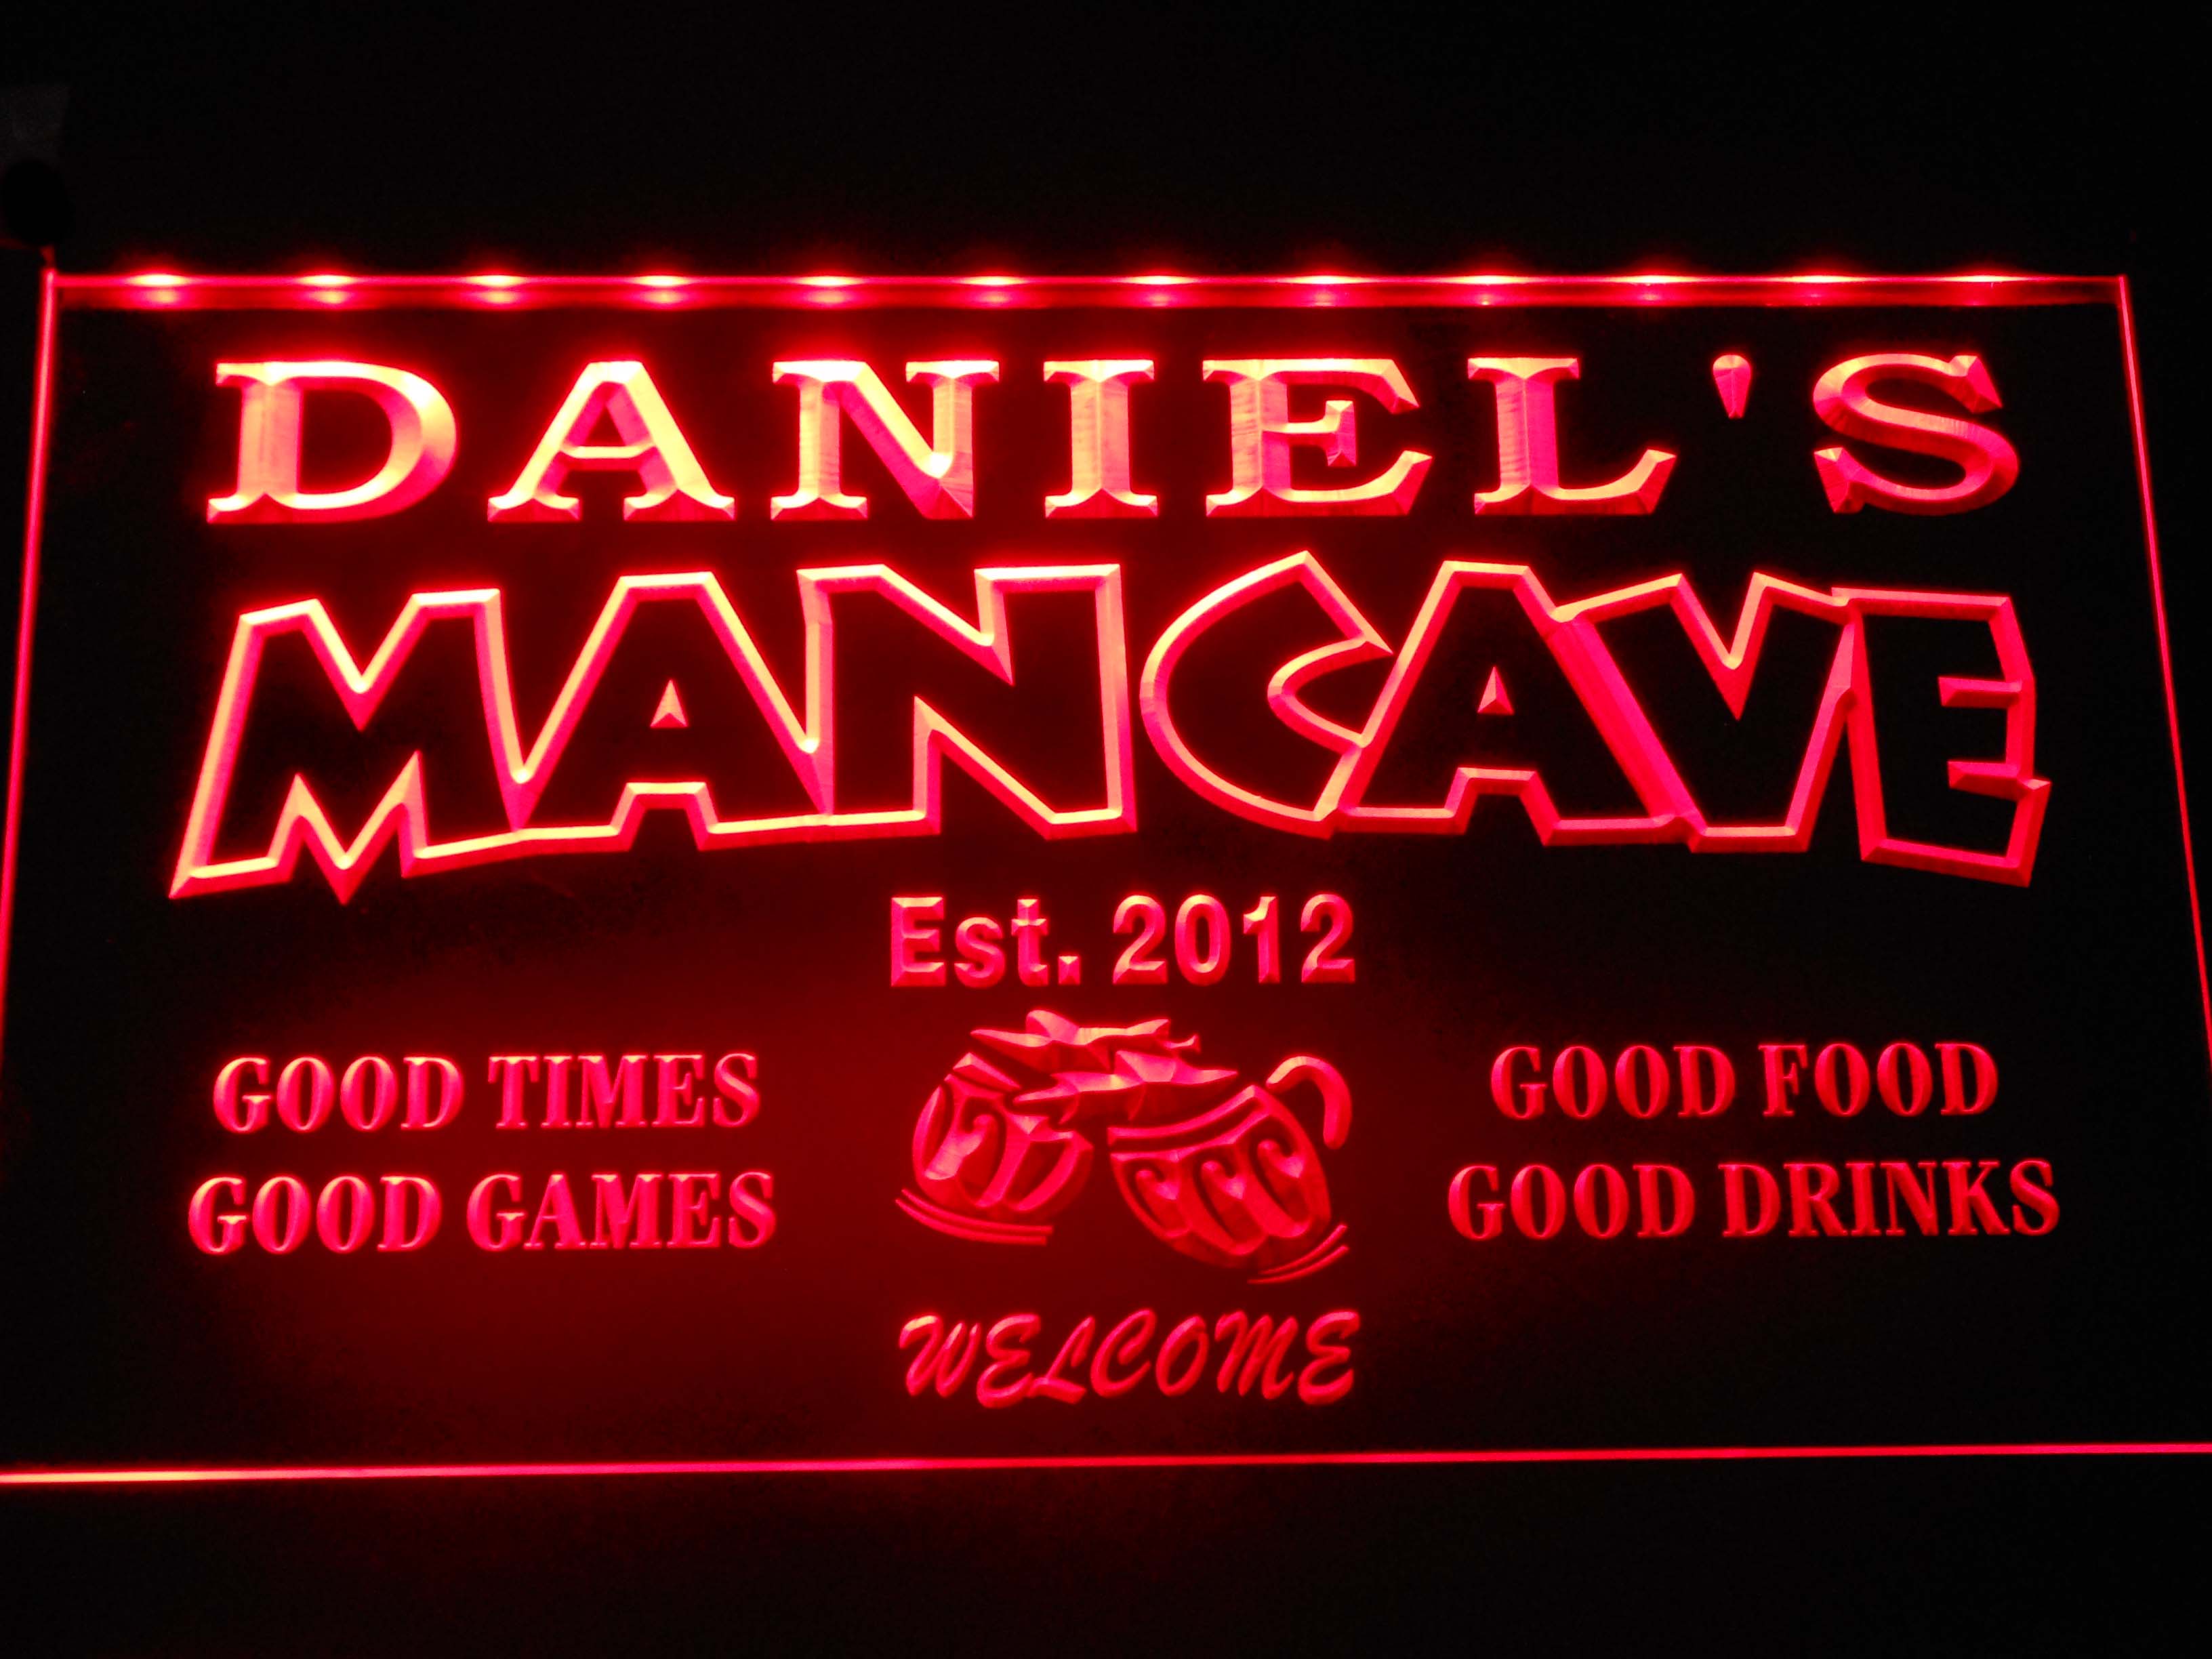 DANIEL'S
MANCAVE
Est. 2012
GOOD TIMES
GOOD GAMES
GOOD FOOD
GOOD DRINKS
WELCOME